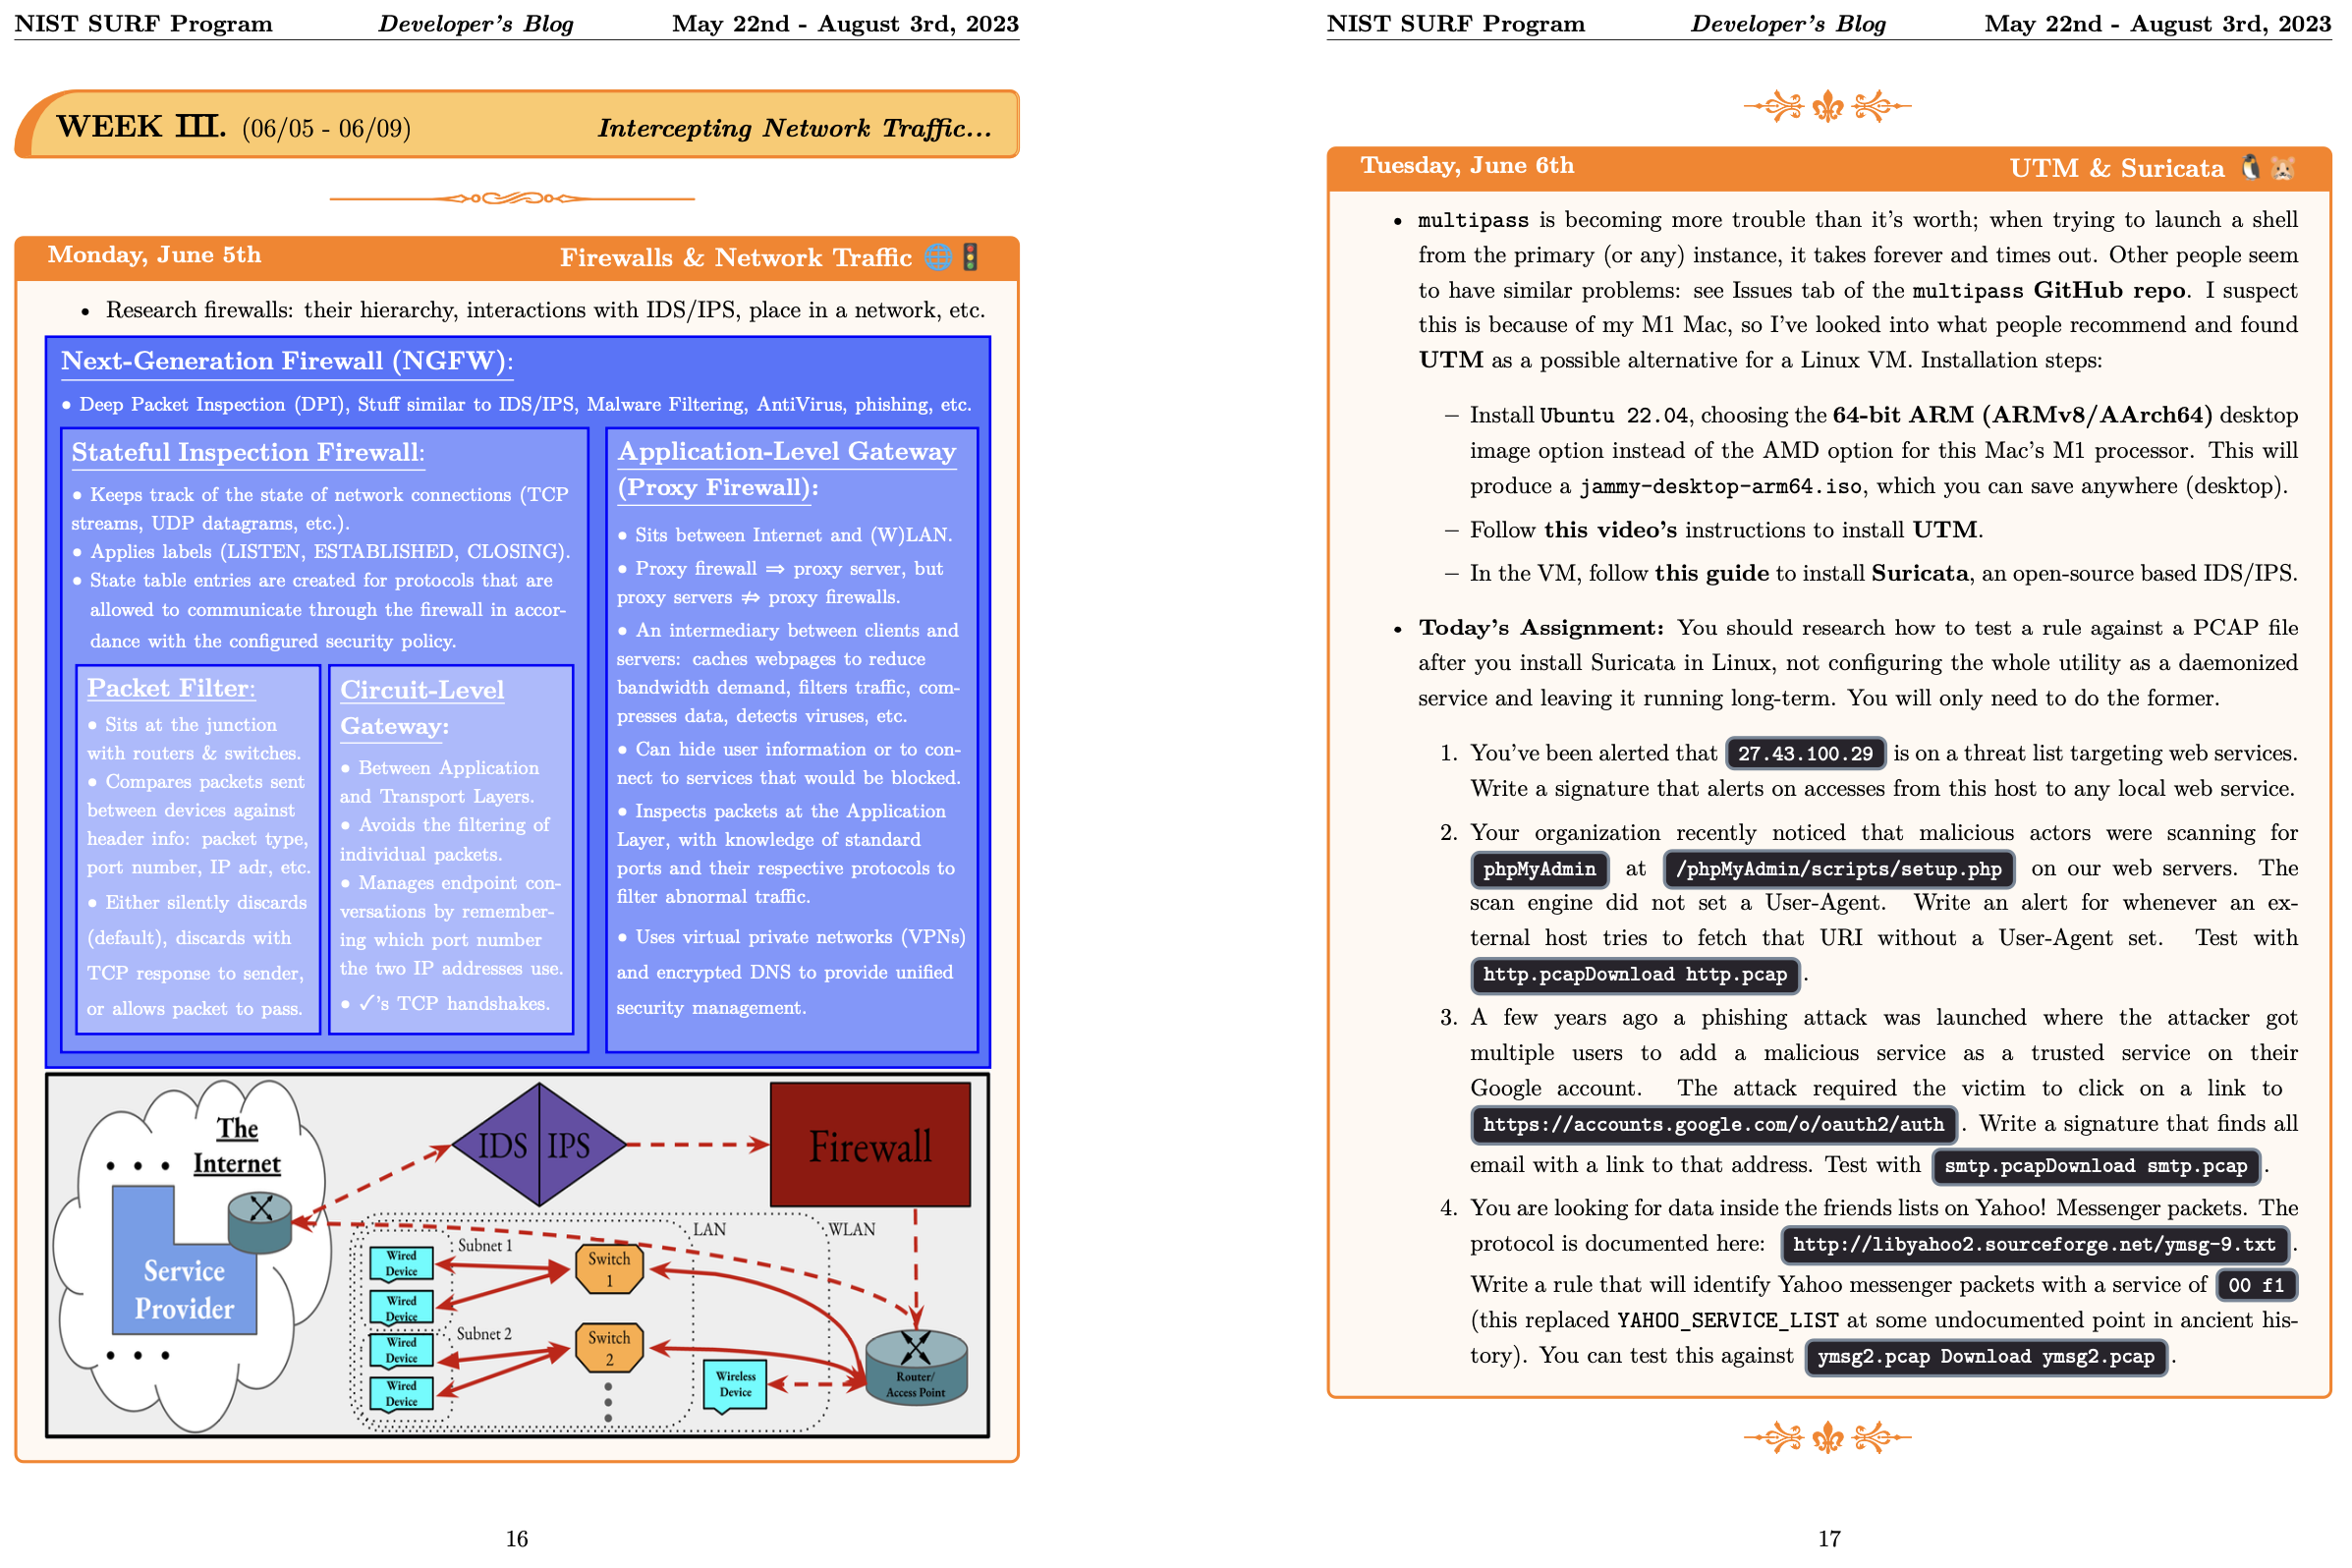 NIST SURF Program Developer's Blog May 22nd - August 3rd, 2023
WEEK III. (06/05 - 06/09) Intercepting Network Traffic...
Monday, June 5th Firewalls & Network Traffic 🌐🚦
• Research firewalls: their hierarchy, interactions with IDS/IPS, place in a network, etc.
Next-Generation Firewall (NGFW):
• Deep Packet Inspection (DPI), Stuff similar to IDS/IPS, Malware Filtering, AntiVirus, phishing, etc.
Stateful Inspection Firewall:
• Keeps track of the state of network connections (TCP
streams, UDP datagrams, etc.).
• Applies labels (LISTEN, ESTABLISHED, CLOSING).
• State table entries are created for protocols that are
allowed to communicate through the firewall in accor-
dance with the configured security policy.
Packet Filter:
• Sits at the junction
with routers & switches.
• Compares packets sent
between devices against
header info: packet type,
port number, IP adr, etc.
• Either silently discards
(default), discards with
TCP response to sender,
or allows packet to pass.
Circuit-Level
Gateway:
• Between Application
and Transport Layers.
• Avoids the filtering of
individual packets.
• Manages endpoint con-
versations by remember-
ing which port number
the two IP addresses use.
• ✓'s TCP handshakes.
Application-Level Gateway
(Proxy Firewall):
• Sits between Internet and (W)LAN.
• Proxy firewall ⇒ proxy server, but
proxy servers ⇏ proxy firewalls.
• An intermediary between clients and
servers: caches webpages to reduce
bandwidth demand, filters traffic, com-
presses data, detects viruses, etc.
• Can hide user information or to con-
nect to services that would be blocked.
• Inspects packets at the Application
Layer, with knowledge of standard
ports and their respective protocols to
filter abnormal traffic.
• Uses virtual private networks (VPNs)
and encrypted DNS to provide unified
security management.
The
Internet
Service
Provider
IDS IPS
Firewall
LAN
WLAN
Subnet 1
Wired
Device
Wired
Device
Switch
1
Subnet 2
Wired
Device
Wired
Device
Switch
2
Wireless
Device
Router/
Access Point
16
NIST SURF Program Developer's Blog May 22nd - August 3rd, 2023
Tuesday, June 6th UTM & Suricata 🐧🐹
• multipass is becoming more trouble than it's worth; when trying to launch a shell
from the primary (or any) instance, it takes forever and times out. Other people seem
to have similar problems: see Issues tab of the multipass GitHub repo. I suspect
this is because of my M1 Mac, so I've looked into what people recommend and found
UTM as a possible alternative for a Linux VM. Installation steps:
– Install Ubuntu 22.04, choosing the 64-bit ARM (ARMv8/AArch64) desktop
image option instead of the AMD option for this Mac's M1 processor. This will
produce a jammy-desktop-arm64.iso, which you can save anywhere (desktop).
– Follow this video's instructions to install UTM.
– In the VM, follow this guide to install Suricata, an open-source based IDS/IPS.
• Today's Assignment: You should research how to test a rule against a PCAP file
after you install Suricata in Linux, not configuring the whole utility as a daemonized
service and leaving it running long-term. You will only need to do the former.
1. You've been alerted that 27.43.100.29 is on a threat list targeting web services.
Write a signature that alerts on accesses from this host to any local web service.
2. Your organization recently noticed that malicious actors were scanning for
phpMyAdmin at /phpMyAdmin/scripts/setup.php on our web servers. The
scan engine did not set a User-Agent. Write an alert for whenever an ex-
ternal host tries to fetch that URI without a User-Agent set. Test with
http.pcapDownload http.pcap.
3. A few years ago a phishing attack was launched where the attacker got
multiple users to add a malicious service as a trusted service on their
Google account. The attack required the victim to click on a link to
https://accounts.google.com/o/oauth2/auth. Write a signature that finds all
email with a link to that address. Test with smtp.pcapDownload smtp.pcap.
4. You are looking for data inside the friends lists on Yahoo! Messenger packets. The
protocol is documented here: http://libyahoo2.sourceforge.net/ymsg-9.txt.
Write a rule that will identify Yahoo messenger packets with a service of 00 f1
(this replaced YAHOO_SERVICE_LIST at some undocumented point in ancient his-
tory). You can test this against ymsg2.pcap Download ymsg2.pcap.
17